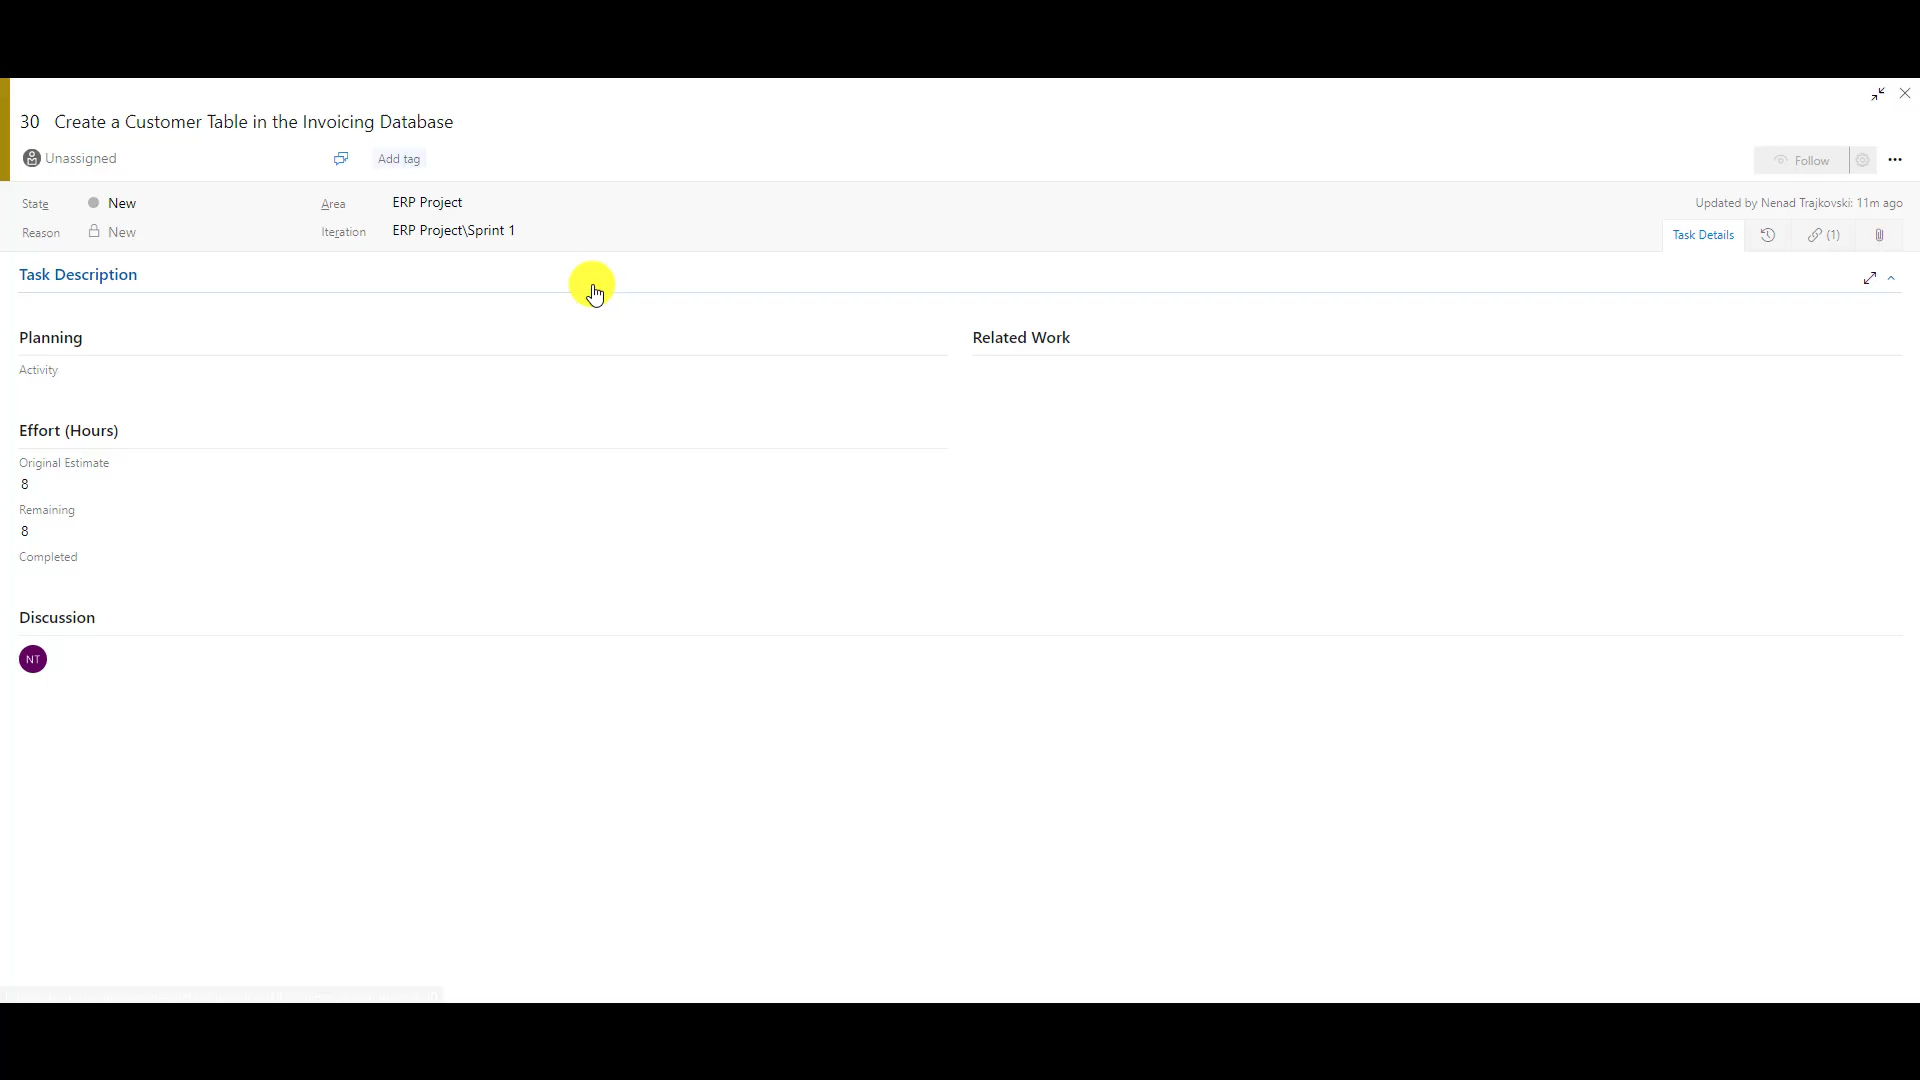 30 Create a Customer Table in the Invoicing Database
Unassigned
Add tag
Follow
State New
Area ERP Project
Updated by Nenad Trajkovski: 11m ago
Reason New
Iteration ERP Project\Sprint 1
Task Details
(1)
Task Description
Planning
Related Work
Activity
Effort (Hours)
Original Estimate
8
Remaining
8
Completed
Discussion
NT